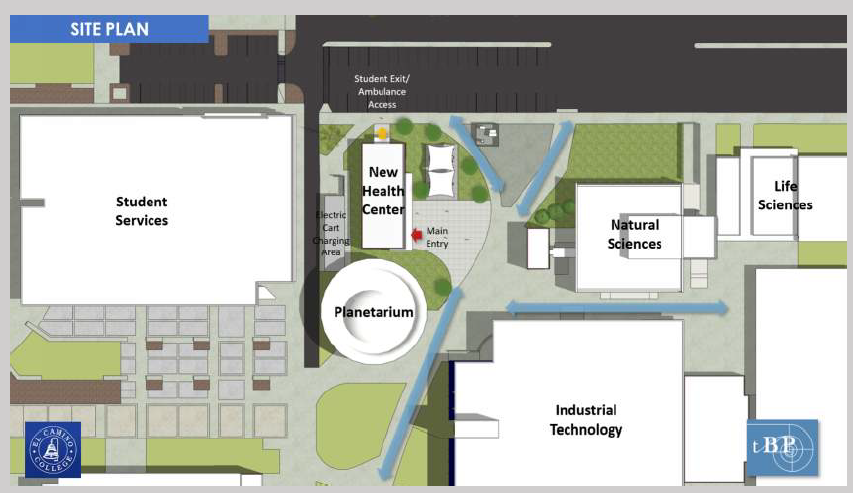 SITE PLAN
Student Exit/
Ambulance
Access
Student
Services
New
Health
Center
Electric
Cart
Charging
Area
Main
Entry
Natural
Sciences
Life
Sciences
Planetarium
Industrial
Technology
EL CAMINO
COLLEGE
tBP